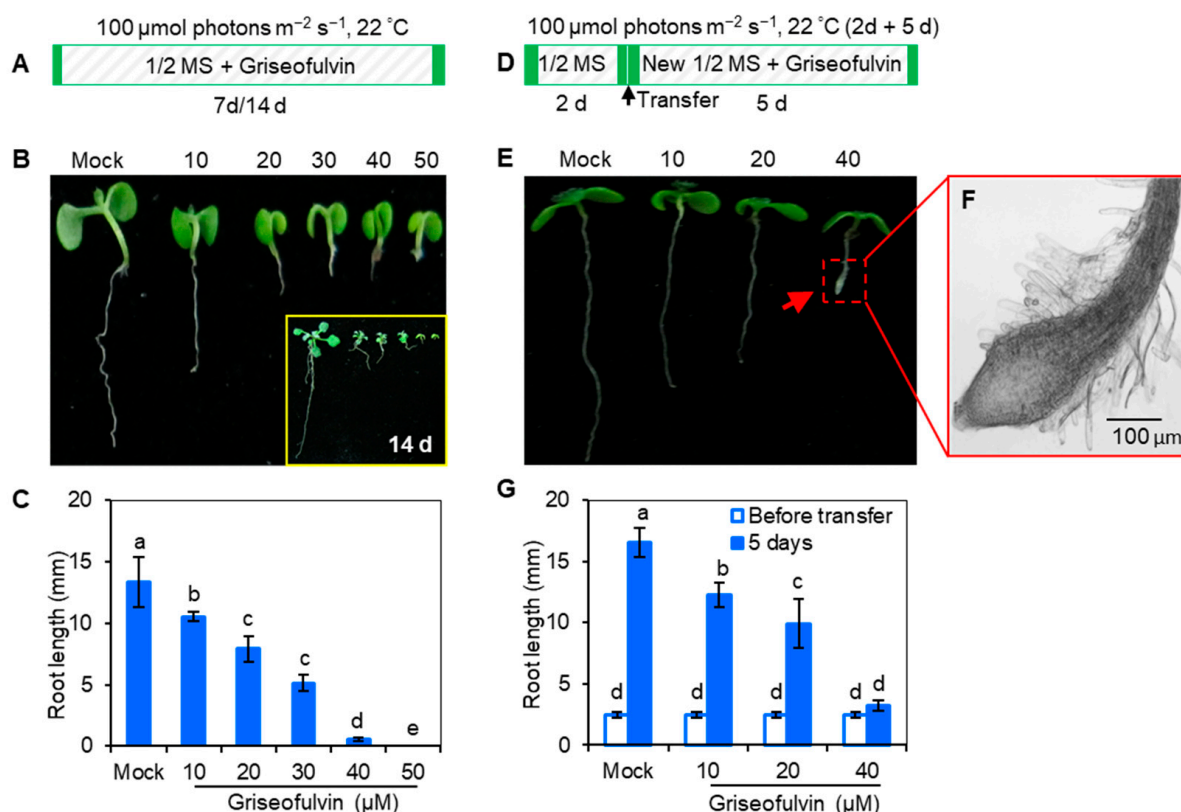 100 µmol photons m⁻² s⁻¹, 22 °C
A
1/2 MS + Griseofulvin
7d/14 d
B
Mock 10 20 30 40 50
14 d
C
Root length (mm)
20
15
10
5
0
a
b
c
c
d
e
Mock 10 20 30 40 50
Griseofulvin (µM)
100 µmol photons m⁻² s⁻¹, 22 °C (2d + 5 d)
D
1/2 MS
New 1/2 MS + Griseofulvin
2 d
Transfer
5 d
E
Mock 10 20 40
F
100 µm
G
Root length (mm)
20
15
10
5
0
Before transfer
5 days
d a
d b
d c
d d
Mock 10 20 40
Griseofulvin (µM)